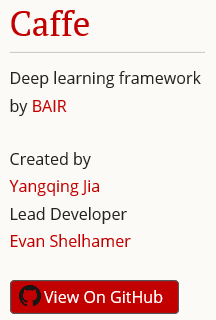 Caffe
Deep learning framework
by BAIR
Created by
Yangqing Jia
Lead Developer
Evan Shelhamer
View On GitHub